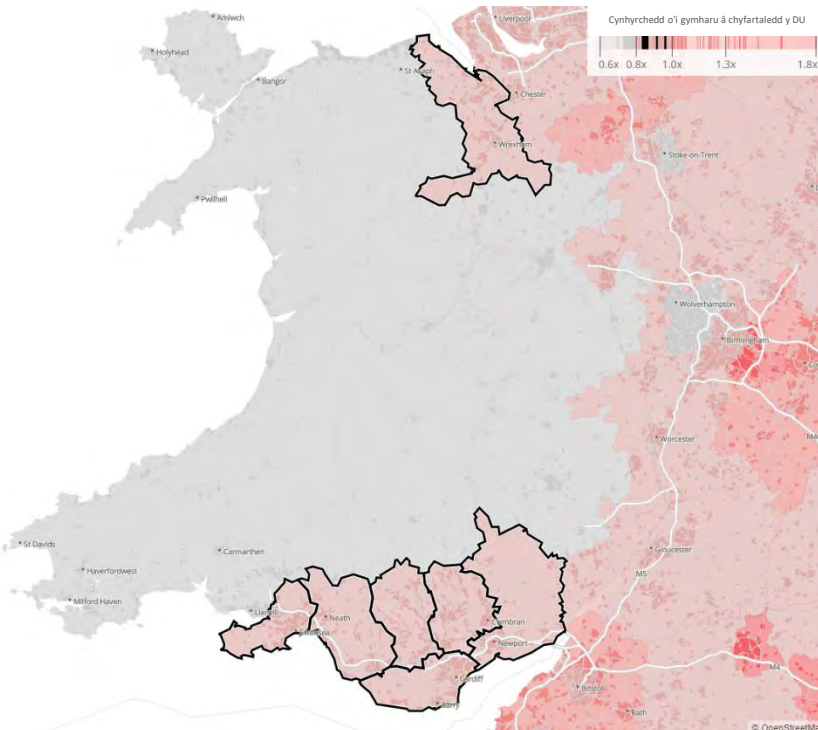 Cynhyrchedd o'i gymharu â chyfartaledd y DU
0.6x 0.8x 1.0x 1.3x 1.8x
Amlwch
Liverpool
Holyhead
Bangor
St Asaph
Chester
Wrexham
Stoke-on-Trent
Pwllheli
Wolverhampton
Birmingham
Co
M4
Worcester
St Davids
Carmarthen
Haverfordwest
Gloucester
M5
Milford Haven
Llanelli
Neath
Cwmbran
Swansea
Newport
M4
Cardiff
Bristol
Barry
Bath
© OpenStreetMa